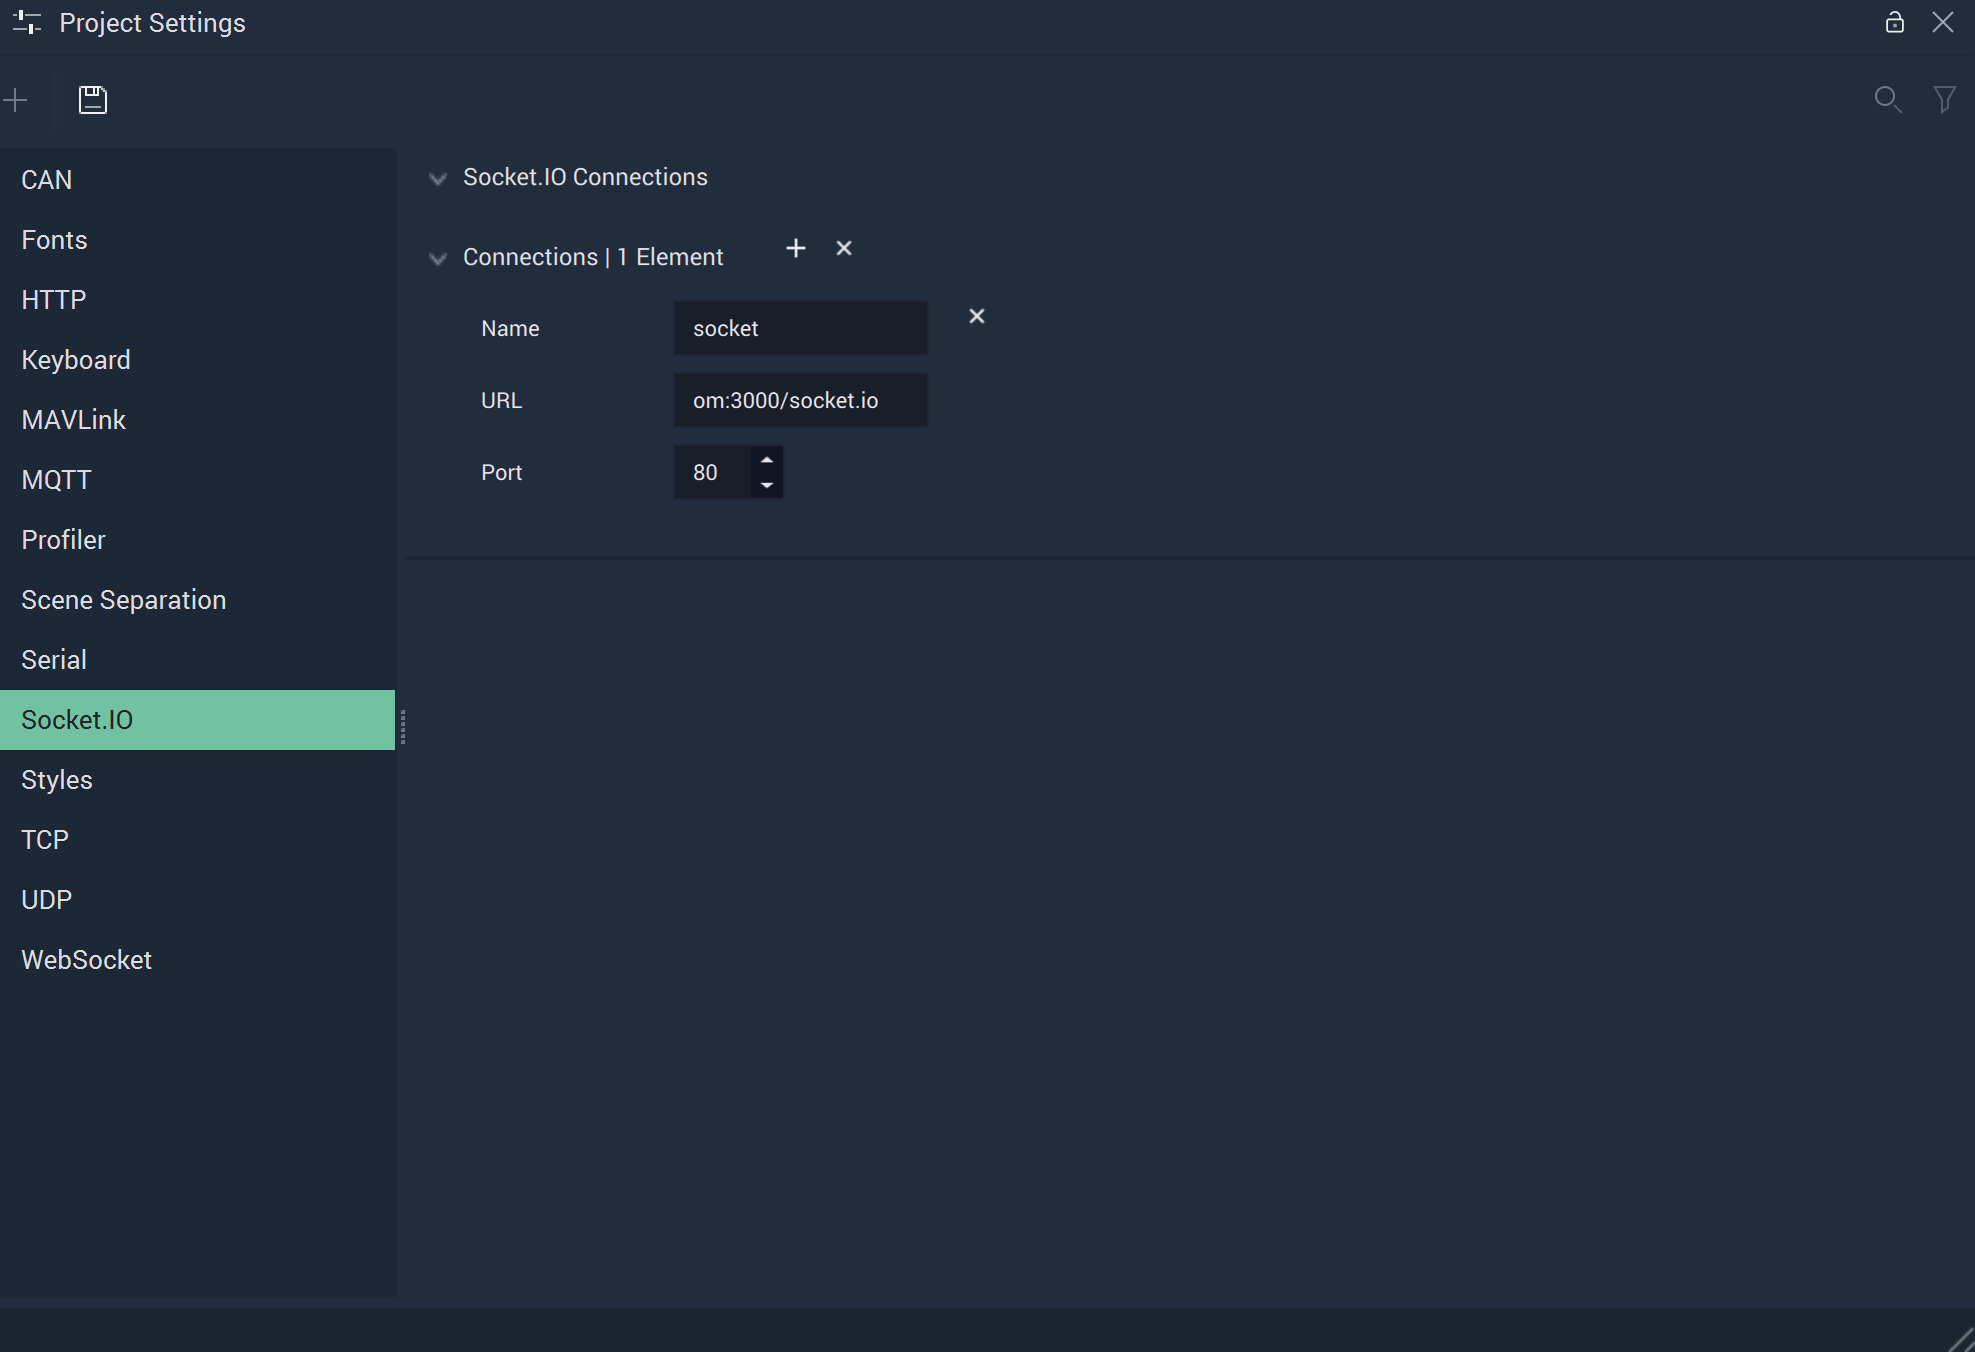 Project Settings
CAN
Fonts
HTTP
Keyboard
MAVLink
MQTT
Profiler
Scene Separation
Serial
Socket.IO
Styles
TCP
UDP
WebSocket
Socket.IO Connections
Connections | 1 Element
Name socket
URL om:3000/socket.io
Port 80